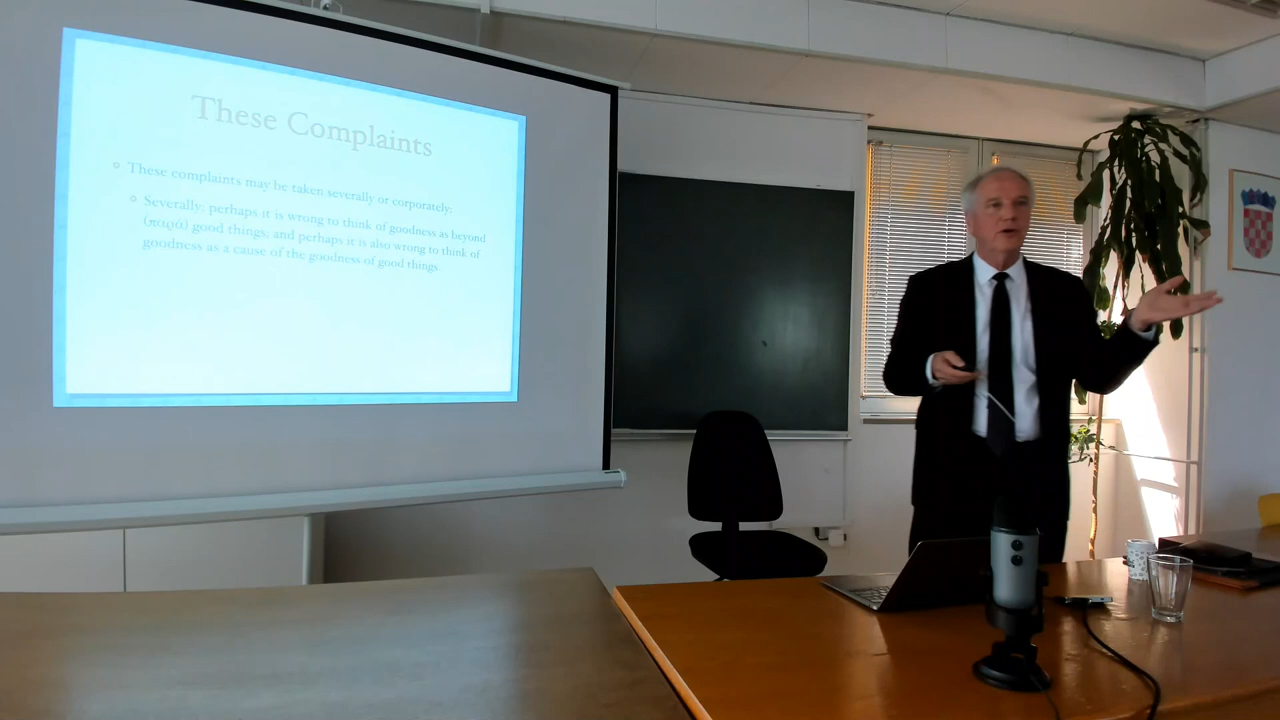 These Complaints
These complaints may be taken severally or corporately:
Severally: perhaps it is wrong to think of goodness as beyond
(παρά) good things; and perhaps it is also wrong to think of
goodness as a cause of the goodness of good things.